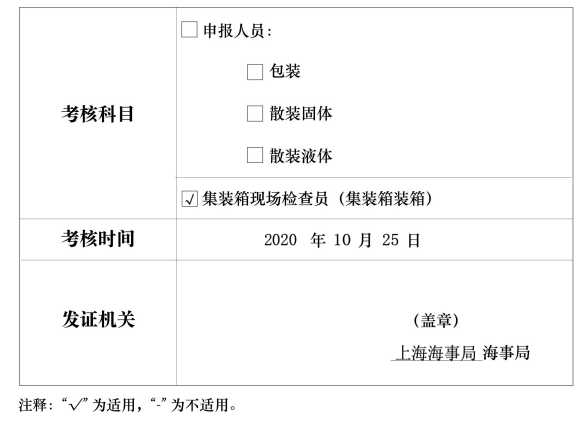 考核科目
□申报人员：
□包装
□散装固体
□散装液体
☑集装箱现场检查员（集装箱装箱）
考核时间
2020 年 10 月 25 日
发证机关
（盖章）
上海海事局 海事局
注释：“√”为适用，“-”为不适用。